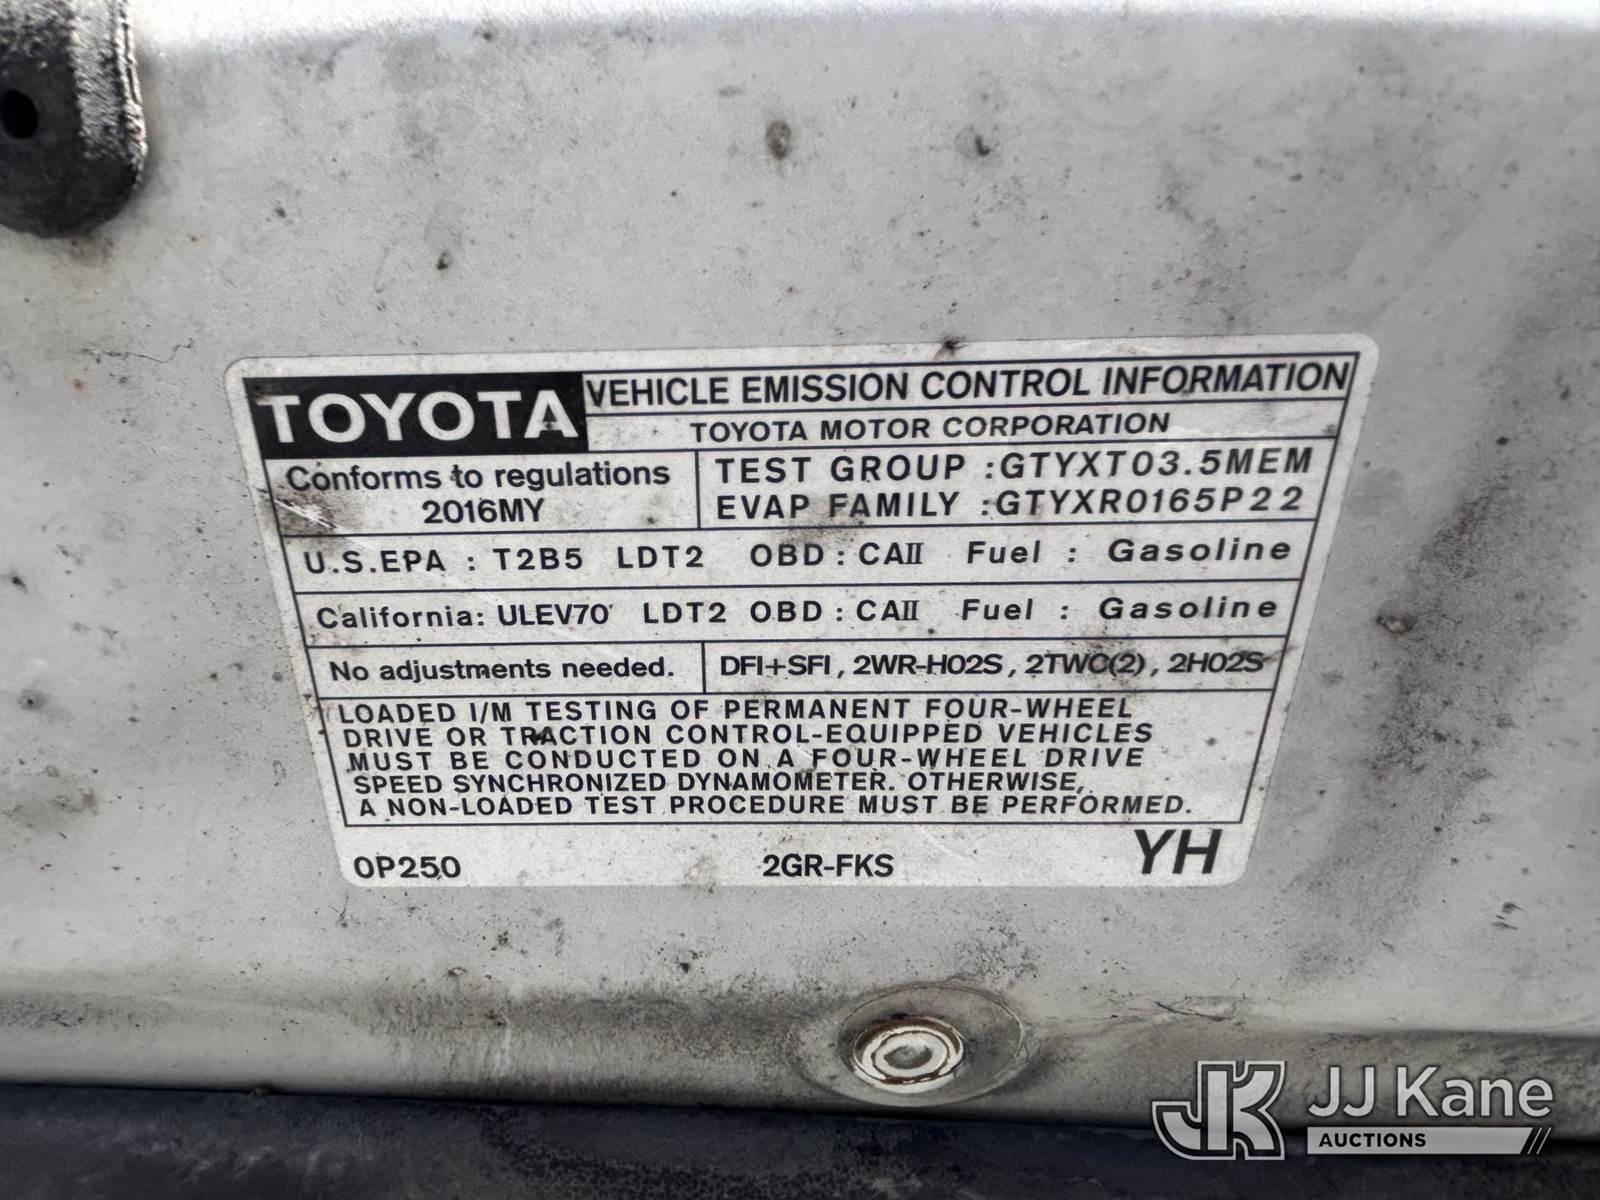 TOYOTA VEHICLE EMISSION CONTROL INFORMATION
TOYOTA MOTOR CORPORATION
Conforms to regulations
2016MY
TEST GROUP :GTYXT03.5MEM
EVAP FAMILY :GTYXR0165P22
U.S.EPA : T2B5 LDT2 OBD : CAII Fuel : Gasoline
California: ULEV70 LDT2 OBD : CAII Fuel : Gasoline
No adjustments needed. DFI+SFI, 2WR-HO2S, 2TWC(2), 2HO2S
LOADED I/M TESTING OF PERMANENT FOUR-WHEEL
DRIVE OR TRACTION CONTROL-EQUIPPED VEHICLES
MUST BE CONDUCTED ON A FOUR-WHEEL DRIVE
SPEED SYNCHRONIZED DYNAMOMETER. OTHERWISE,
A NON-LOADED TEST PROCEDURE MUST BE PERFORMED.
0P250 2GR-FKS YH
JK JJ Kane
AUCTIONS